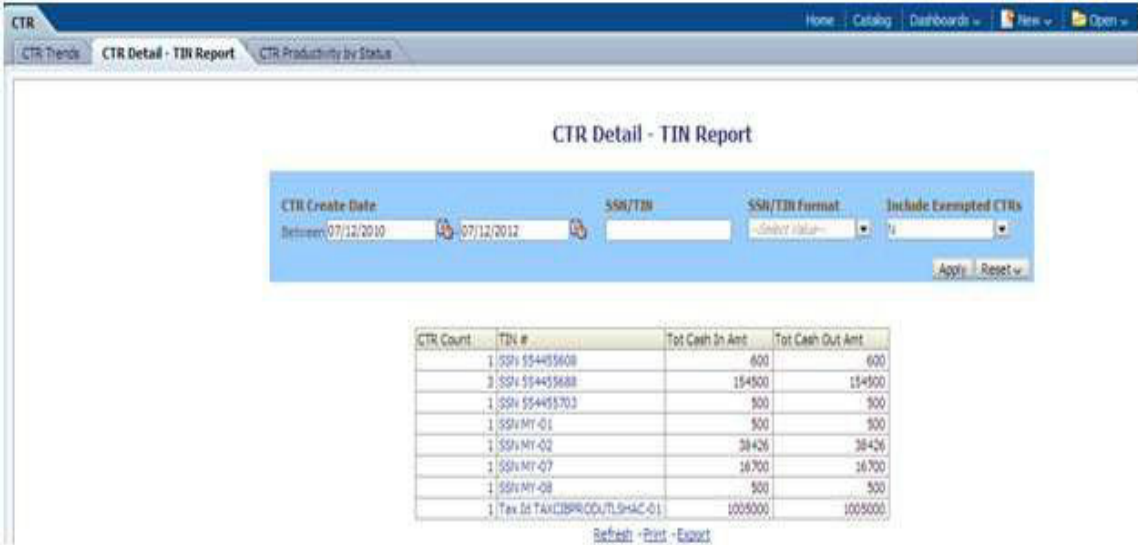 CTR
Home Catalog Dashboards New Open
CTR Trends CTR Detail - TIN Report CTR Productivity by Status
CTR Detail - TIN Report
CTR Create Date SSN/TIN SSN/TIN Format Include Exempted CTRs
Between 07/12/2010 - 07/12/2012 --Select Value-- N
Apply Reset
CTR Count TIN # Tot Cash In Amt Tot Cash Out Amt
1 SSN 554455608 600 600
3 SSN 554455688 154500 154500
1 SSN 554455703 500 500
1 SSN MY-01 500 500
1 SSN MY-02 38426 38426
1 SSN MY-07 16700 16700
1 SSN MY-08 500 500
1 Tax Id 1005000 1005000
Refresh - Print - Export